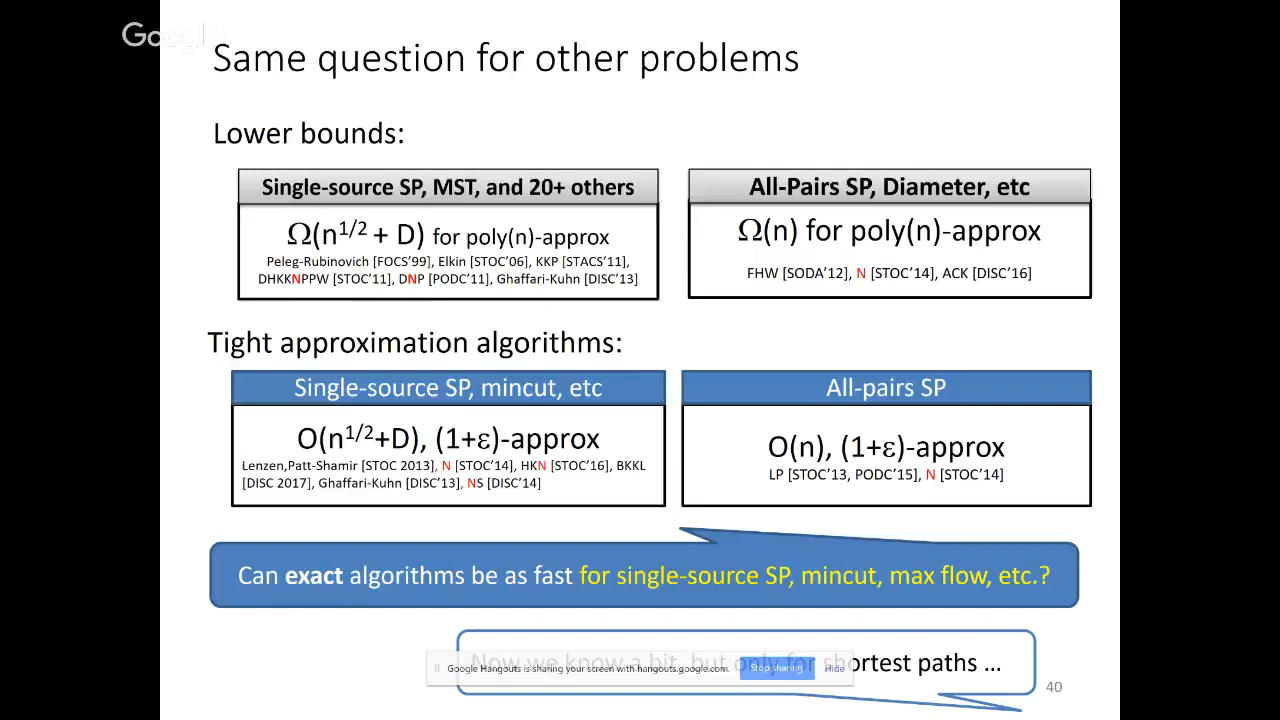 Google
Same question for other problems
Lower bounds:
Single-source SP, MST, and 20+ others
Ω(n^1/2 + D) for poly(n)-approx
Peleg-Rubinovich [FOCS'99], Elkin [STOC'06], KKP [STACS'11],
DHKKNPPW [STOC'11], DNP [PODC'11], Ghaffari-Kuhn [DISC'13]
All-Pairs SP, Diameter, etc
Ω(n) for poly(n)-approx
FHW [SODA'12], N [STOC'14], ACK [DISC'16]
Tight approximation algorithms:
Single-source SP, mincut, etc
O(n^1/2+D), (1+ε)-approx
Lenzen,Patt-Shamir [STOC 2013], N [STOC'14], HKN [STOC'16], BKKL
[DISC 2017], Ghaffari-Kuhn [DISC'13], NS [DISC'14]
All-pairs SP
O(n), (1+ε)-approx
LP [STOC'13, PODC'15], N [STOC'14]
Can exact algorithms be as fast for single-source SP, mincut, max flow, etc.?
Now we know a bit, but only for shortest paths ...
Google Hangouts is sharing your screen with hangouts.google.com.
Stop sharing
Hide
40